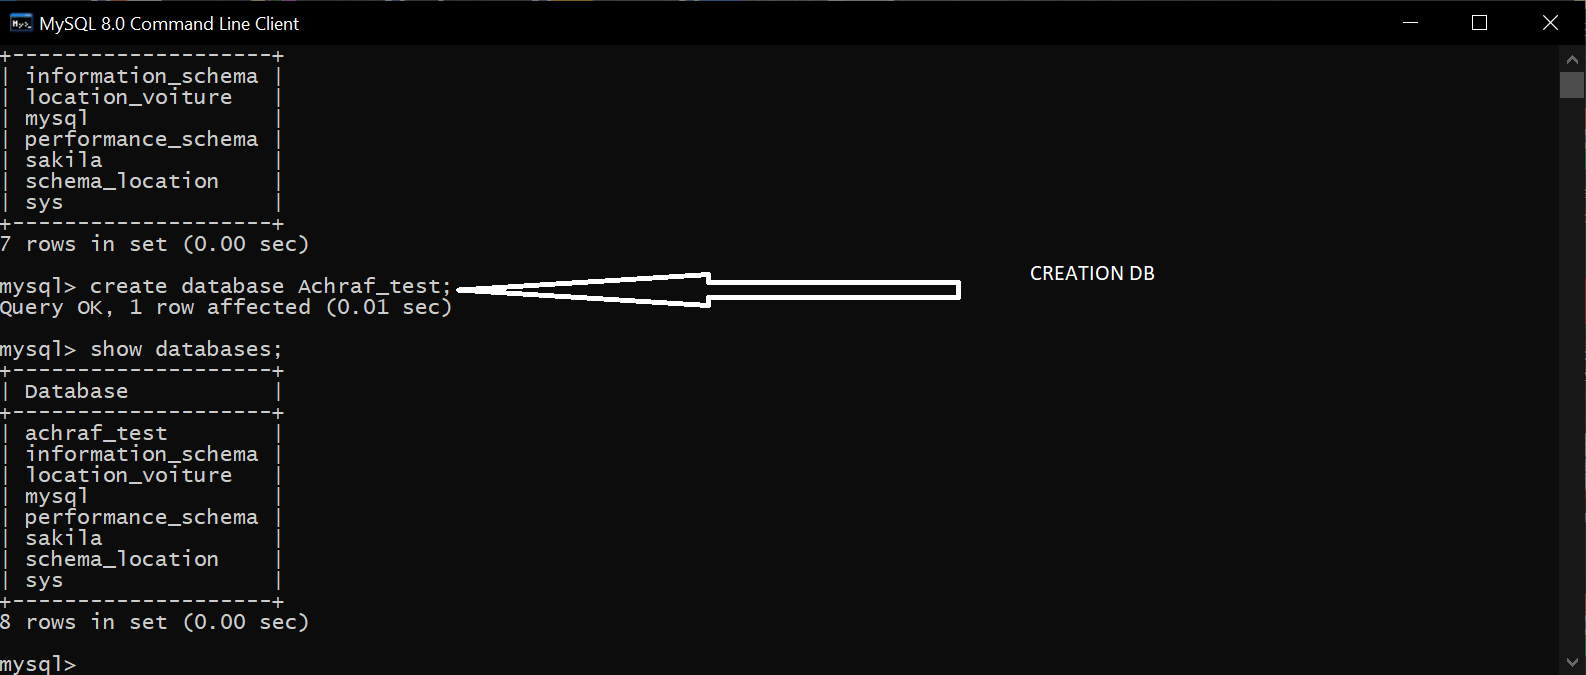 MySQL 8.0 Command Line Client
+--------------------+
| information_schema |
| location_voiture   |
| mysql              |
| performance_schema |
| sakila             |
| schema_location    |
| sys                |
+--------------------+
7 rows in set (0.00 sec)
mysql> create database Achraf_test;
CREATION DB
Query OK, 1 row affected (0.01 sec)
mysql> show databases;
+--------------------+
| Database           |
+--------------------+
| achraf_test        |
| information_schema |
| location_voiture   |
| mysql              |
| performance_schema |
| sakila             |
| schema_location    |
| sys                |
+--------------------+
8 rows in set (0.00 sec)
mysql>